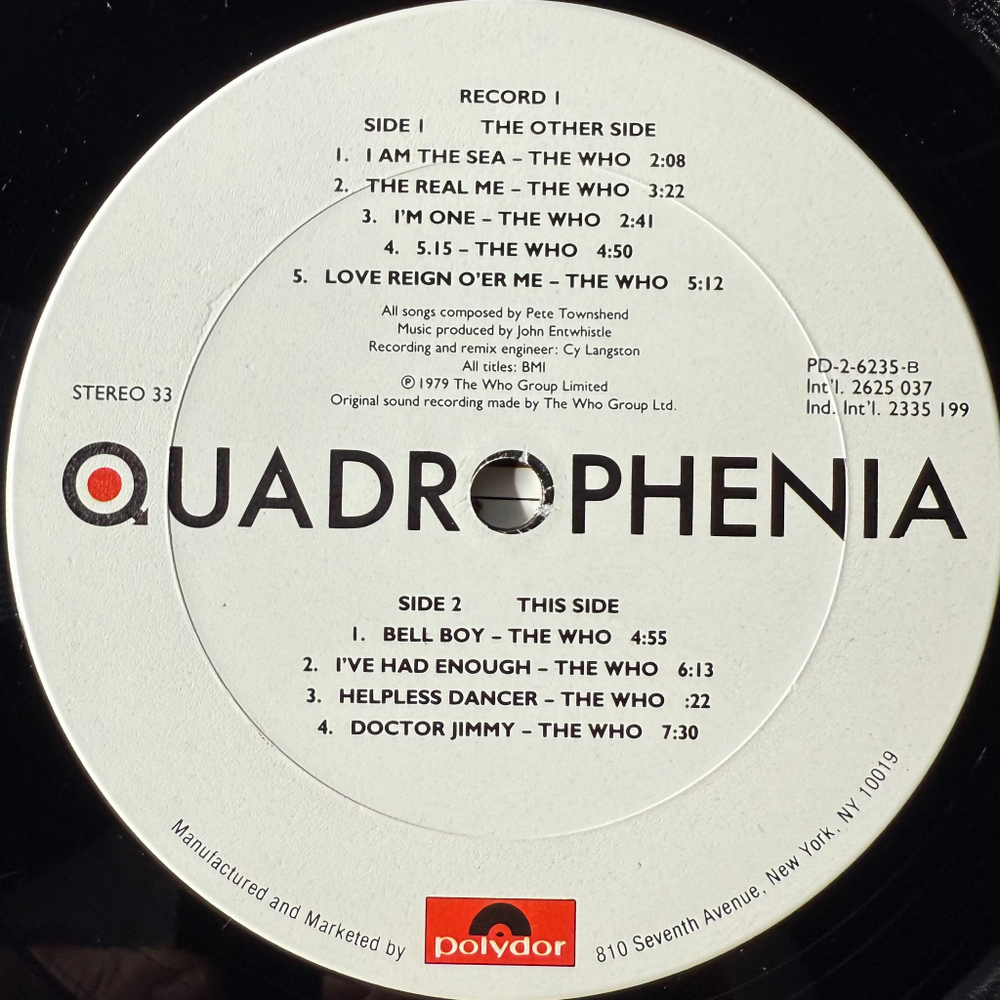 RECORD 1
SIDE 1 THE OTHER SIDE
1. I AM THE SEA – THE WHO 2:08
2. THE REAL ME – THE WHO 3:22
3. I'M ONE – THE WHO 2:41
4. 5.15 – THE WHO 4:50
5. LOVE REIGN O'ER ME – THE WHO 5:12
All songs composed by Pete Townshend
Music produced by John Entwhistle
Recording and remix engineer: Cy Langston
All titles: BMI
℗ 1979 The Who Group Limited
Original sound recording made by The Who Group Ltd.
STEREO 33
PD-2-6235-B
Int'l. 2625 037
Ind. Int'l. 2335 199
QUADROPHENIA
SIDE 2 THIS SIDE
1. BELL BOY – THE WHO 4:55
2. I'VE HAD ENOUGH – THE WHO 6:13
3. HELPLESS DANCER – THE WHO :22
4. DOCTOR JIMMY – THE WHO 7:30
Manufactured and Marketed by
polydor
810 Seventh Avenue, New York, NY 10019